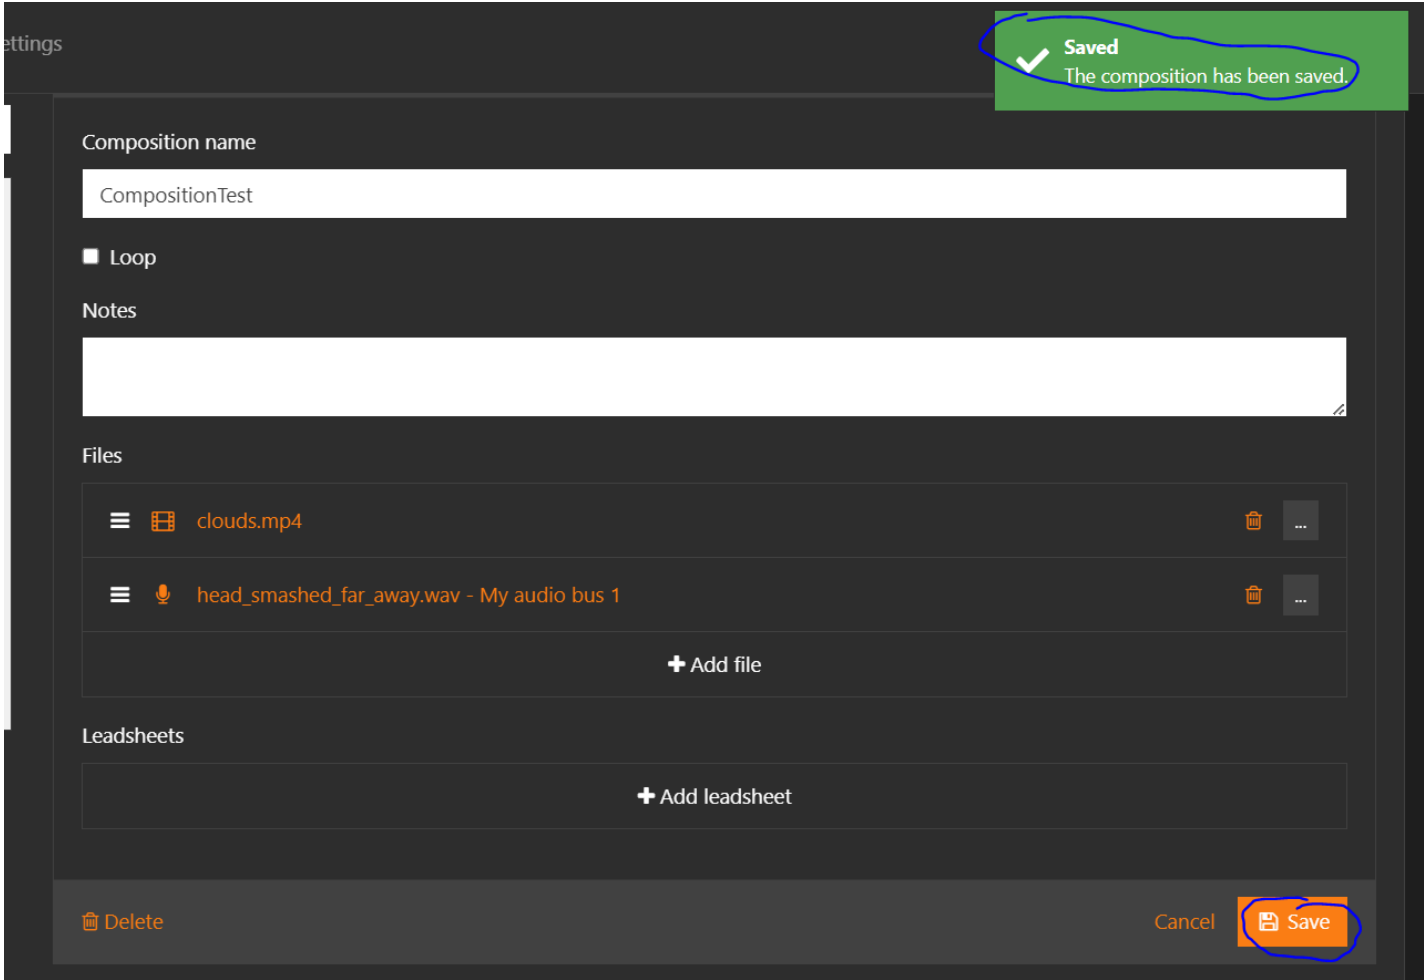 ettings
Saved
The composition has been saved.
Composition name
CompositionTest
Loop
Notes
Files
clouds.mp4
...
head_smashed_far_away.wav - My audio bus 1
...
Add file
Leadsheets
Add leadsheet
Delete
Cancel
Save